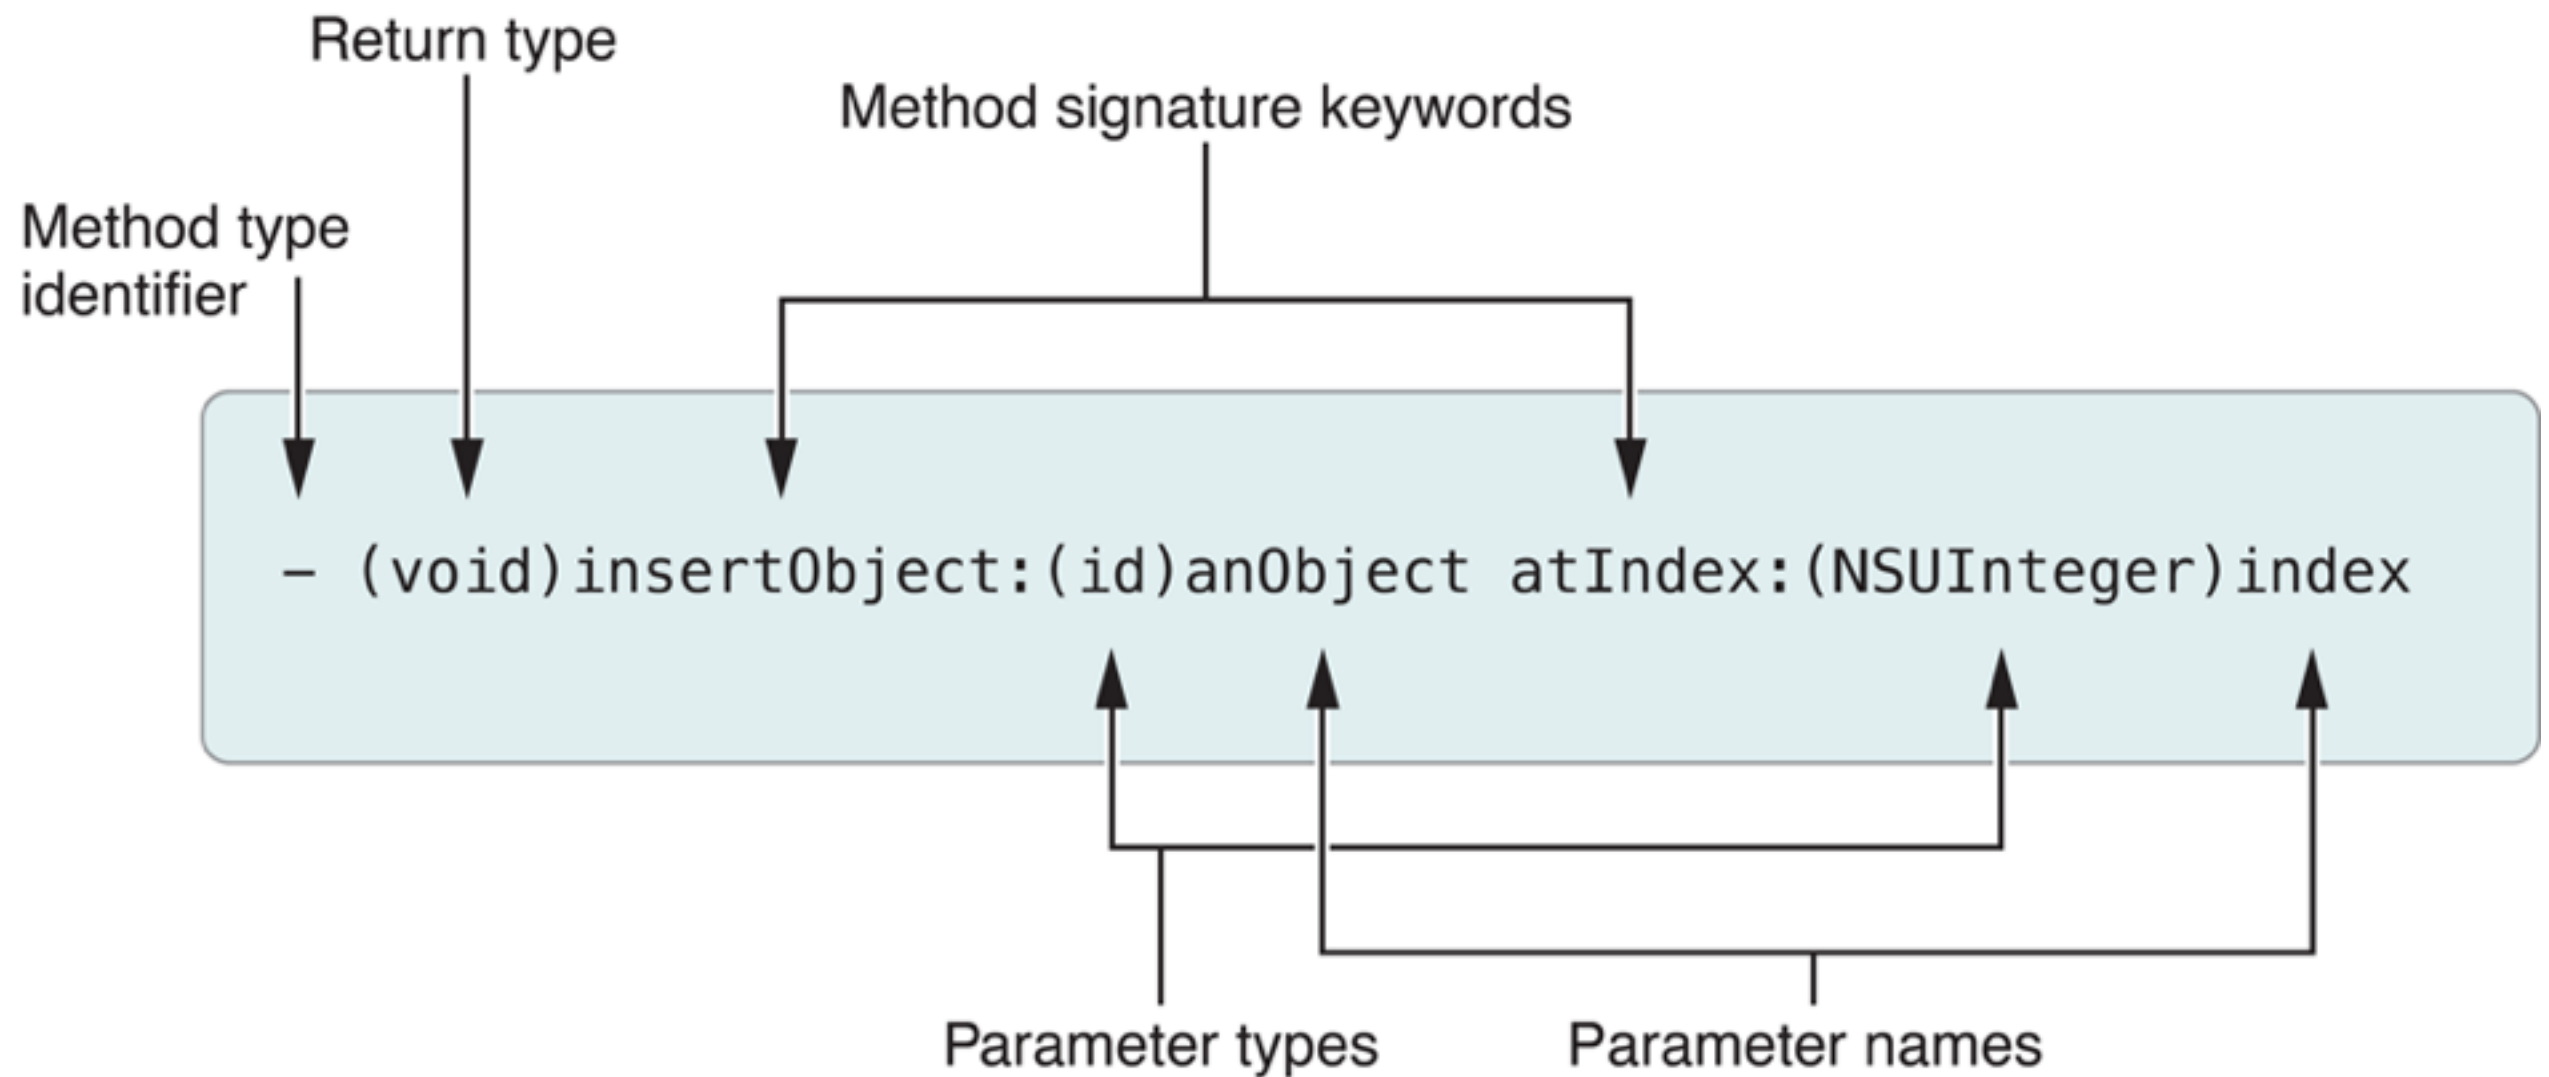 Return type
Method signature keywords
Method type
identifier
– (void)insertObject:(id)anObject atIndex:(NSUInteger)index
Parameter types
Parameter names